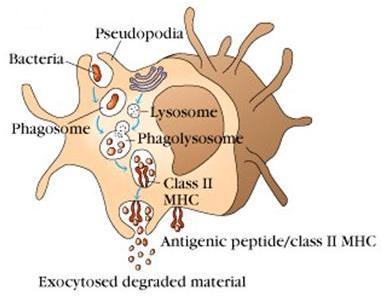 Pseudopodia
Bacteria
Lysosome
Phagosome
Phagolysosome
Class II
MHC
Antigenic peptide/class II MHC
Exocytosed degraded material